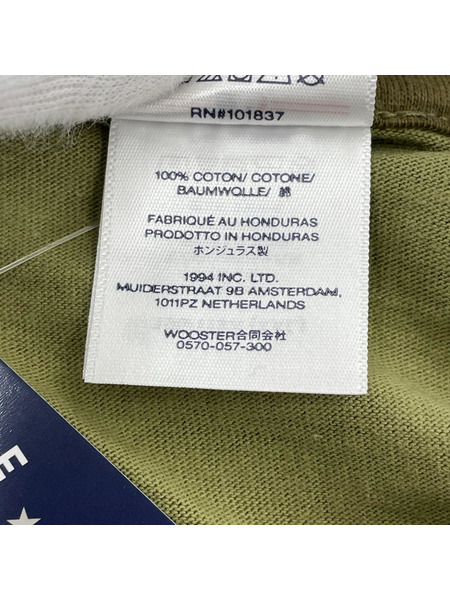 RN#101837
100% COTON/ COTONE/
BAUMWOLLE/ 綿
FABRIQUÉ AU HONDURAS
PRODOTTO IN HONDURAS
ホンジュラス製
1994 INC. LTD.
MUIDERSTRAAT 9B AMSTERDAM,
1011PZ NETHERLANDS
WOOSTER合同会社
0570-057-300
E